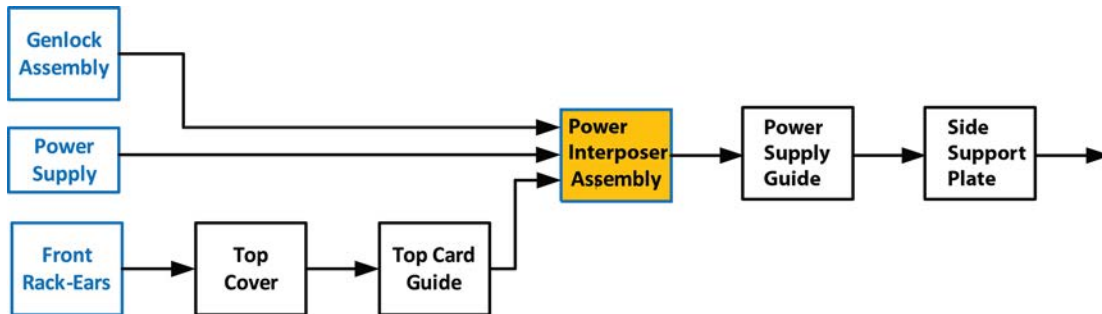 Genlock
Assembly
Power
Supply
Front
Rack-Ears
Top
Cover
Top Card
Guide
Power
Interposer
Assembly
Power
Supply
Guide
Side
Support
Plate